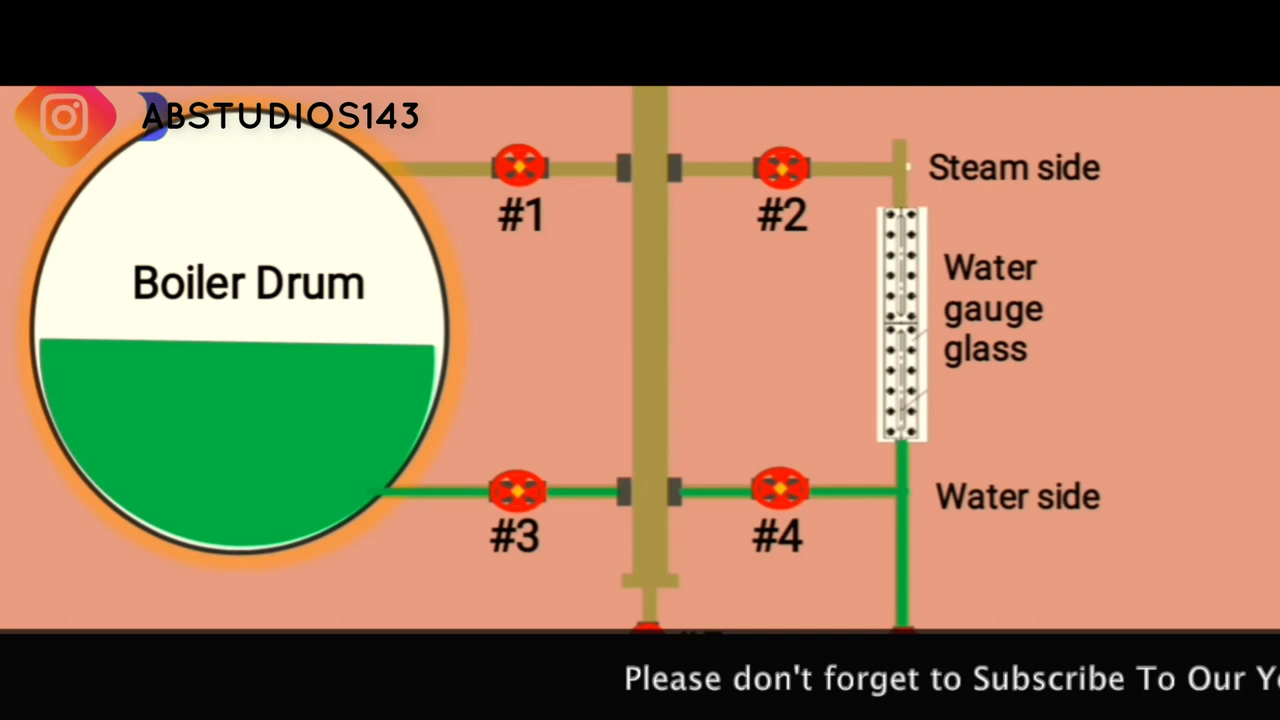 ABSTUDIOS143
Steam side
#1
#2
Boiler Drum
Water
gauge
glass
Water side
#3
#4
Please don't forget to Subscribe To Our